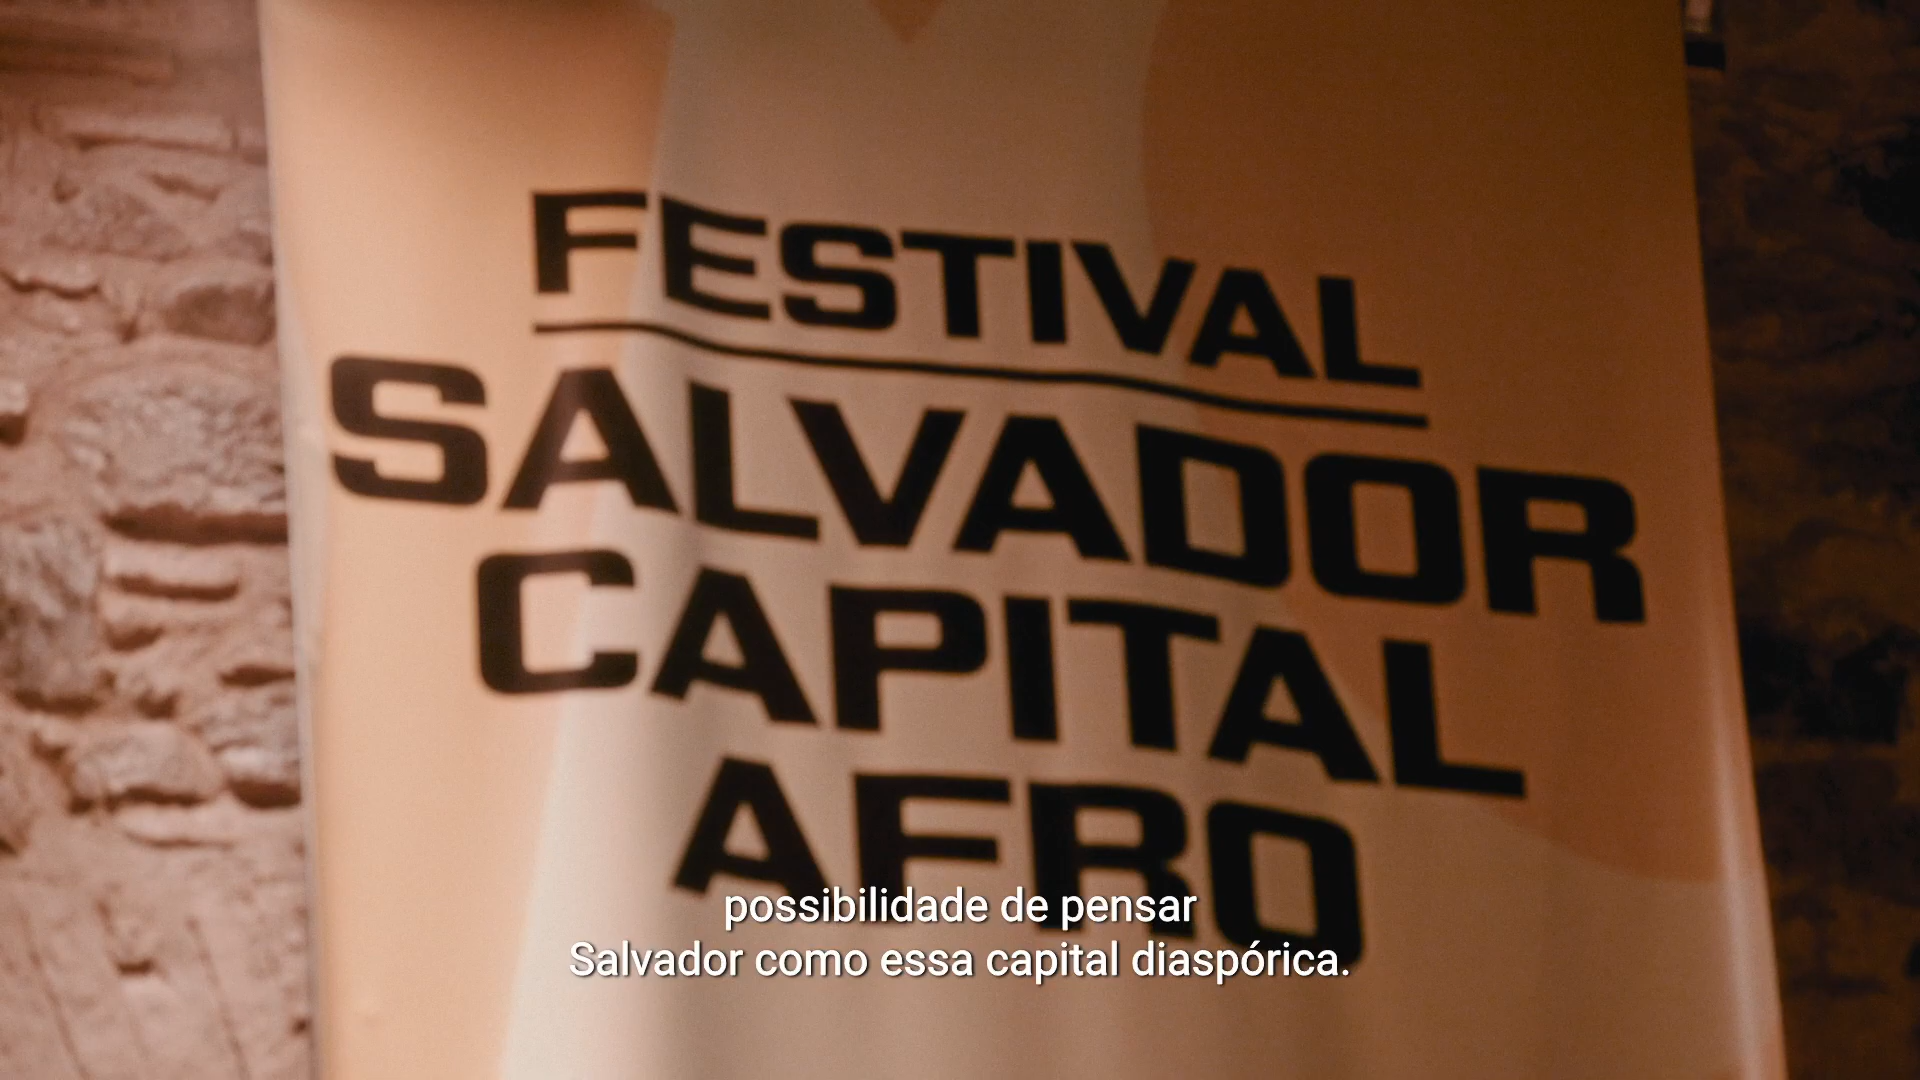 FESTIVAL
SALVADOR
CAPITAL
AFRO
possibilidade de pensar
Salvador como essa capital diaspórica.